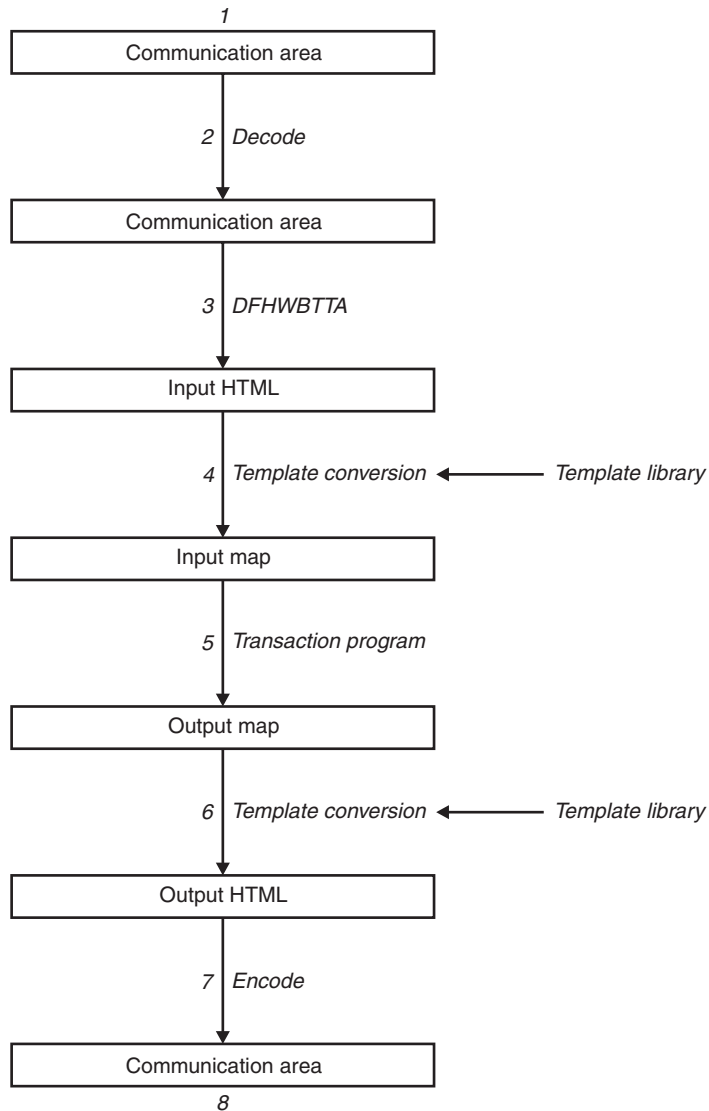 1
Communication area
2 Decode
Communication area
3 DFHWBTTA
Input HTML
4 Template conversion Template library
Input map
5 Transaction program
Output map
6 Template conversion Template library
Output HTML
7 Encode
Communication area
8